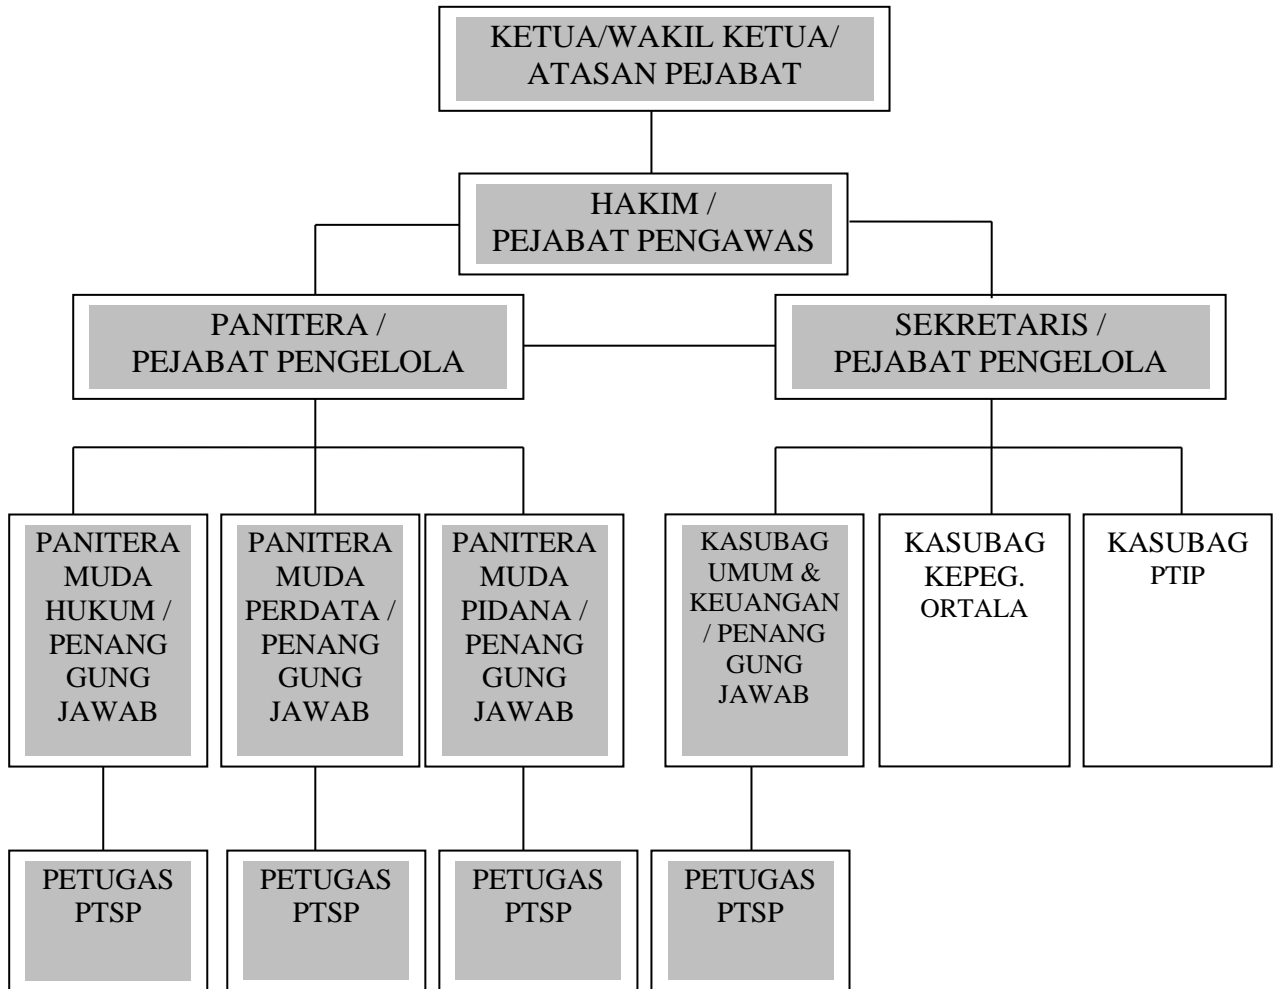 KETUA/WAKIL KETUA/
ATASAN PEJABAT
HAKIM /
PEJABAT PENGAWAS
PANITERA /
PEJABAT PENGELOLA
SEKRETARIS /
PEJABAT PENGELOLA
PANITERA
MUDA
HUKUM /
PENANG
GUNG
JAWAB
PANITERA
MUDA
PERDATA /
PENANG
GUNG
JAWAB
PANITERA
MUDA
PIDANA /
PENANG
GUNG
JAWAB
KASUBAG
UMUM &
KEUANGAN
/ PENANG
GUNG
JAWAB
KASUBAG
KEPEG.
ORTALA
KASUBAG
PTIP
PETUGAS
PTSP
PETUGAS
PTSP
PETUGAS
PTSP
PETUGAS
PTSP